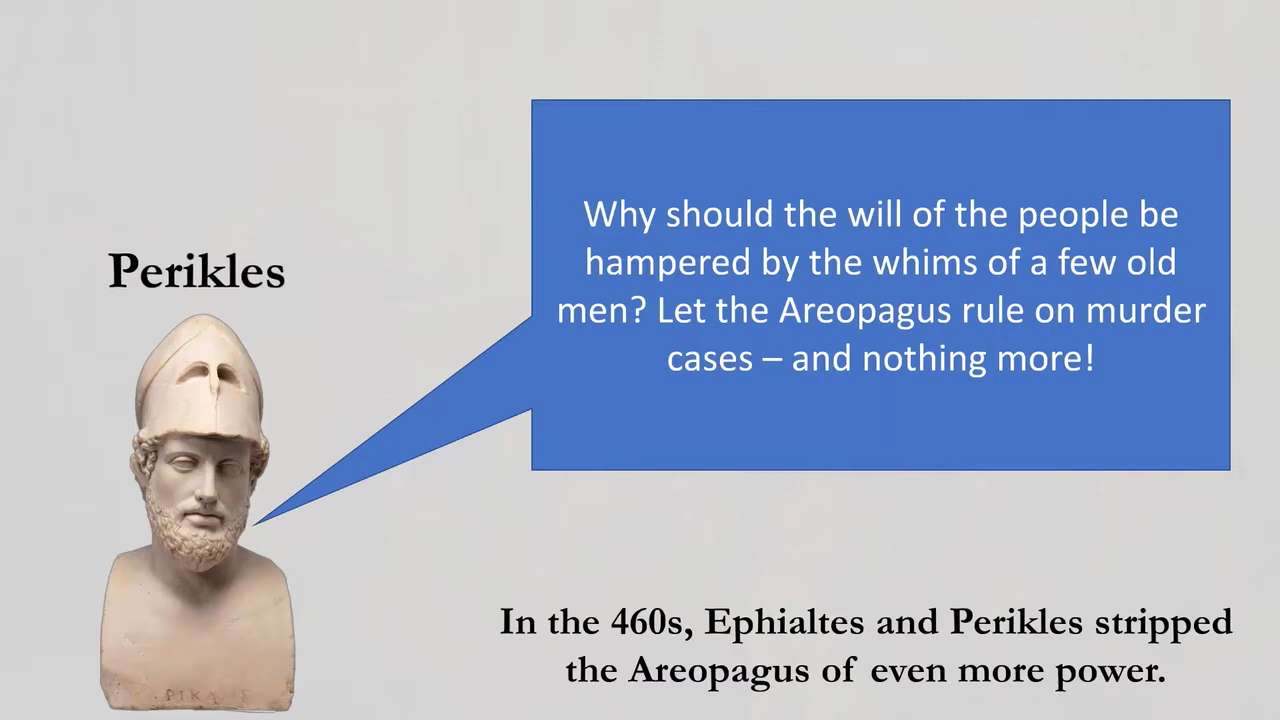 Perikles
Why should the will of the people be
hampered by the whims of a few old
men? Let the Areopagus rule on murder
cases – and nothing more!
In the 460s, Ephialtes and Perikles stripped
the Areopagus of even more power.